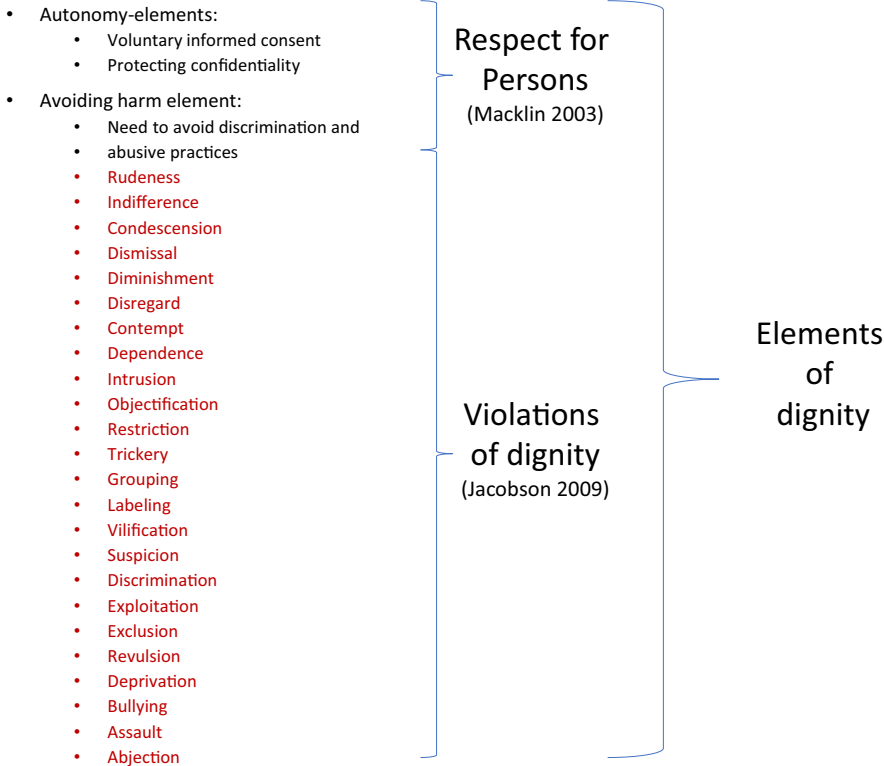 • Autonomy-elements:
• Voluntary informed consent
• Protecting confidentiality
• Avoiding harm element:
• Need to avoid discrimination and
• abusive practices
• Rudeness
• Indifference
• Condescension
• Dismissal
• Diminishment
• Disregard
• Contempt
• Dependence
• Intrusion
• Objectification
• Restriction
• Trickery
• Grouping
• Labeling
• Vilification
• Suspicion
• Discrimination
• Exploitation
• Exclusion
• Revulsion
• Deprivation
• Bullying
• Assault
• Abjection
Respect for
Persons
(Macklin 2003)
Violations
of dignity
(Jacobson 2009)
Elements
of
dignity